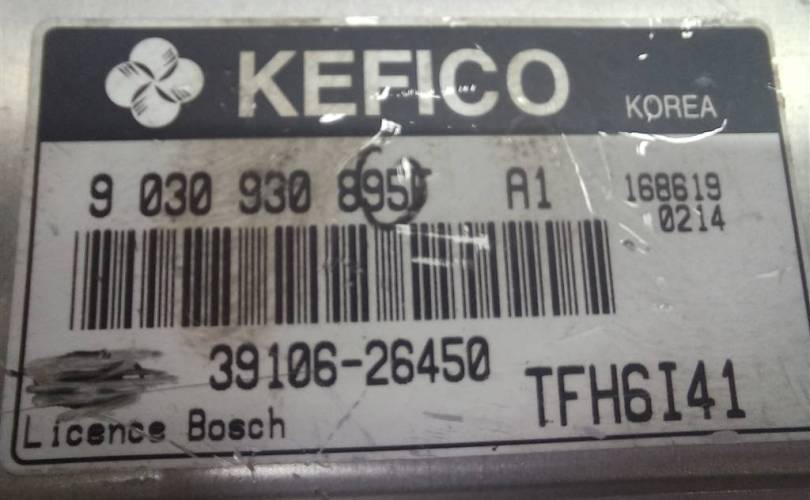 KEFICO KOREA
9 030 930 895 A1 168619
0214
39106-26450
TFH6I41
Licence Bosch